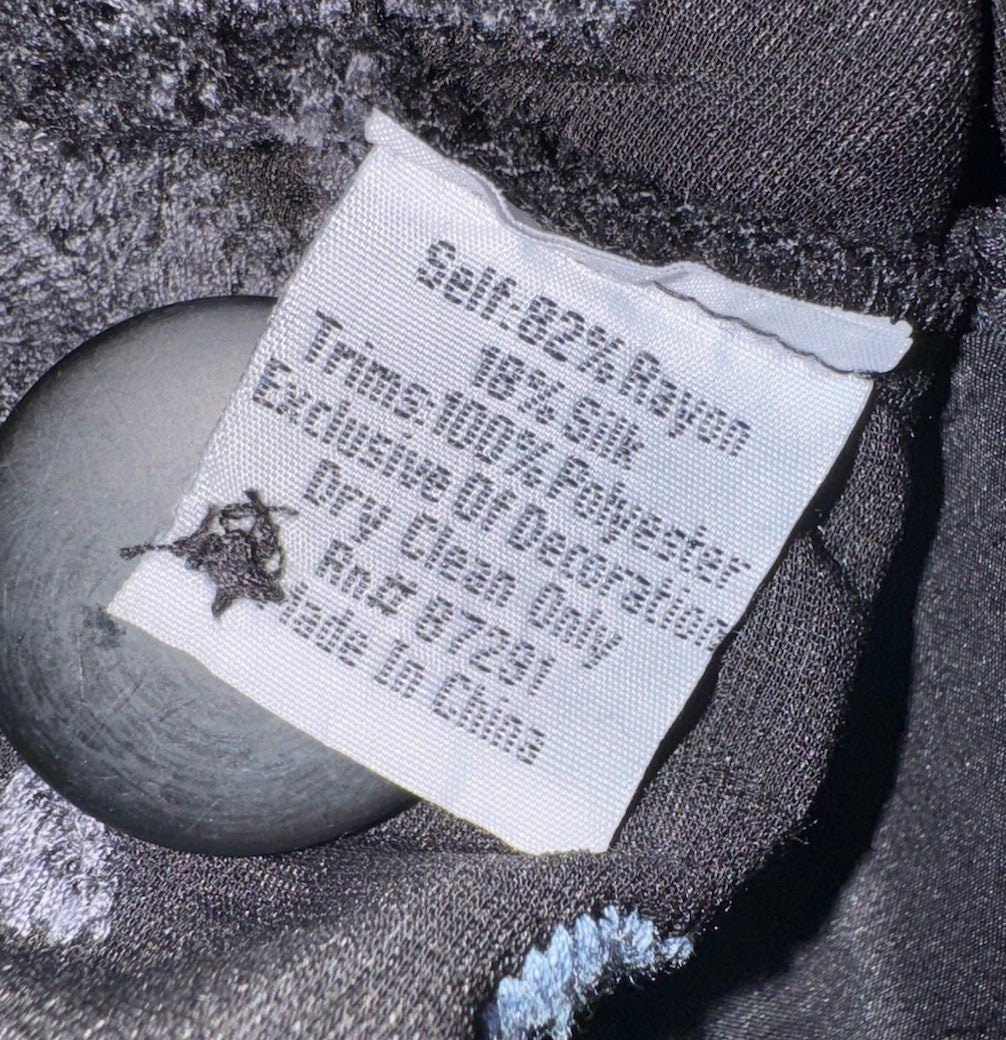 Self:82% Rayon
18% Silk
Trims:100% Polyester
Exclusive Of Decoration
Dry Clean Only
Rn# 87291
Made In China